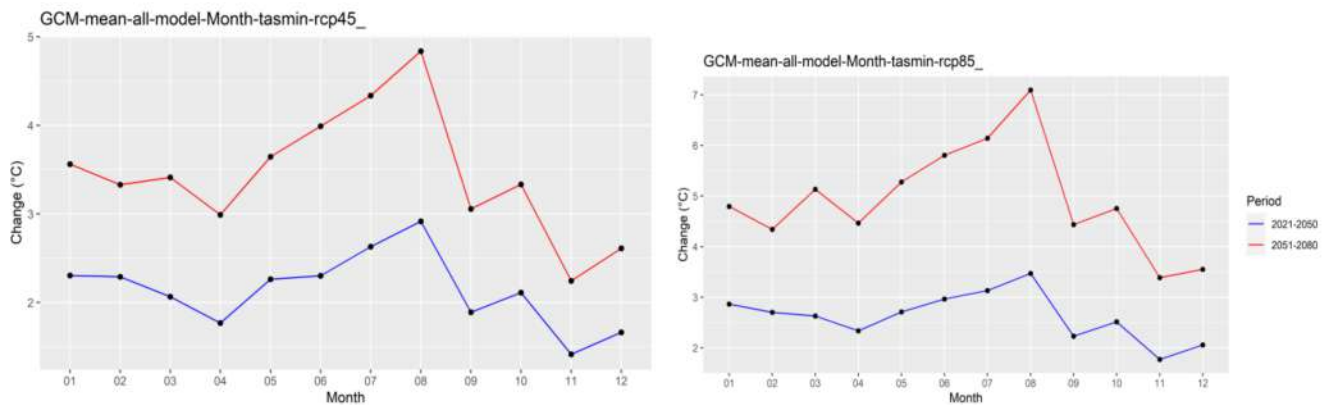 GCM-mean-all-model-Month-tasmin-rcp45_
5
4
3
2
Change (°C)
01 02 03 04 05 06 07 08 09 10 11 12
Month
GCM-mean-all-model-Month-tasmin-rcp85_
7
6
5
4
3
2
Change (°C)
01 02 03 04 05 06 07 08 09 10 11 12
Month
Period
2021-2050
2051-2080